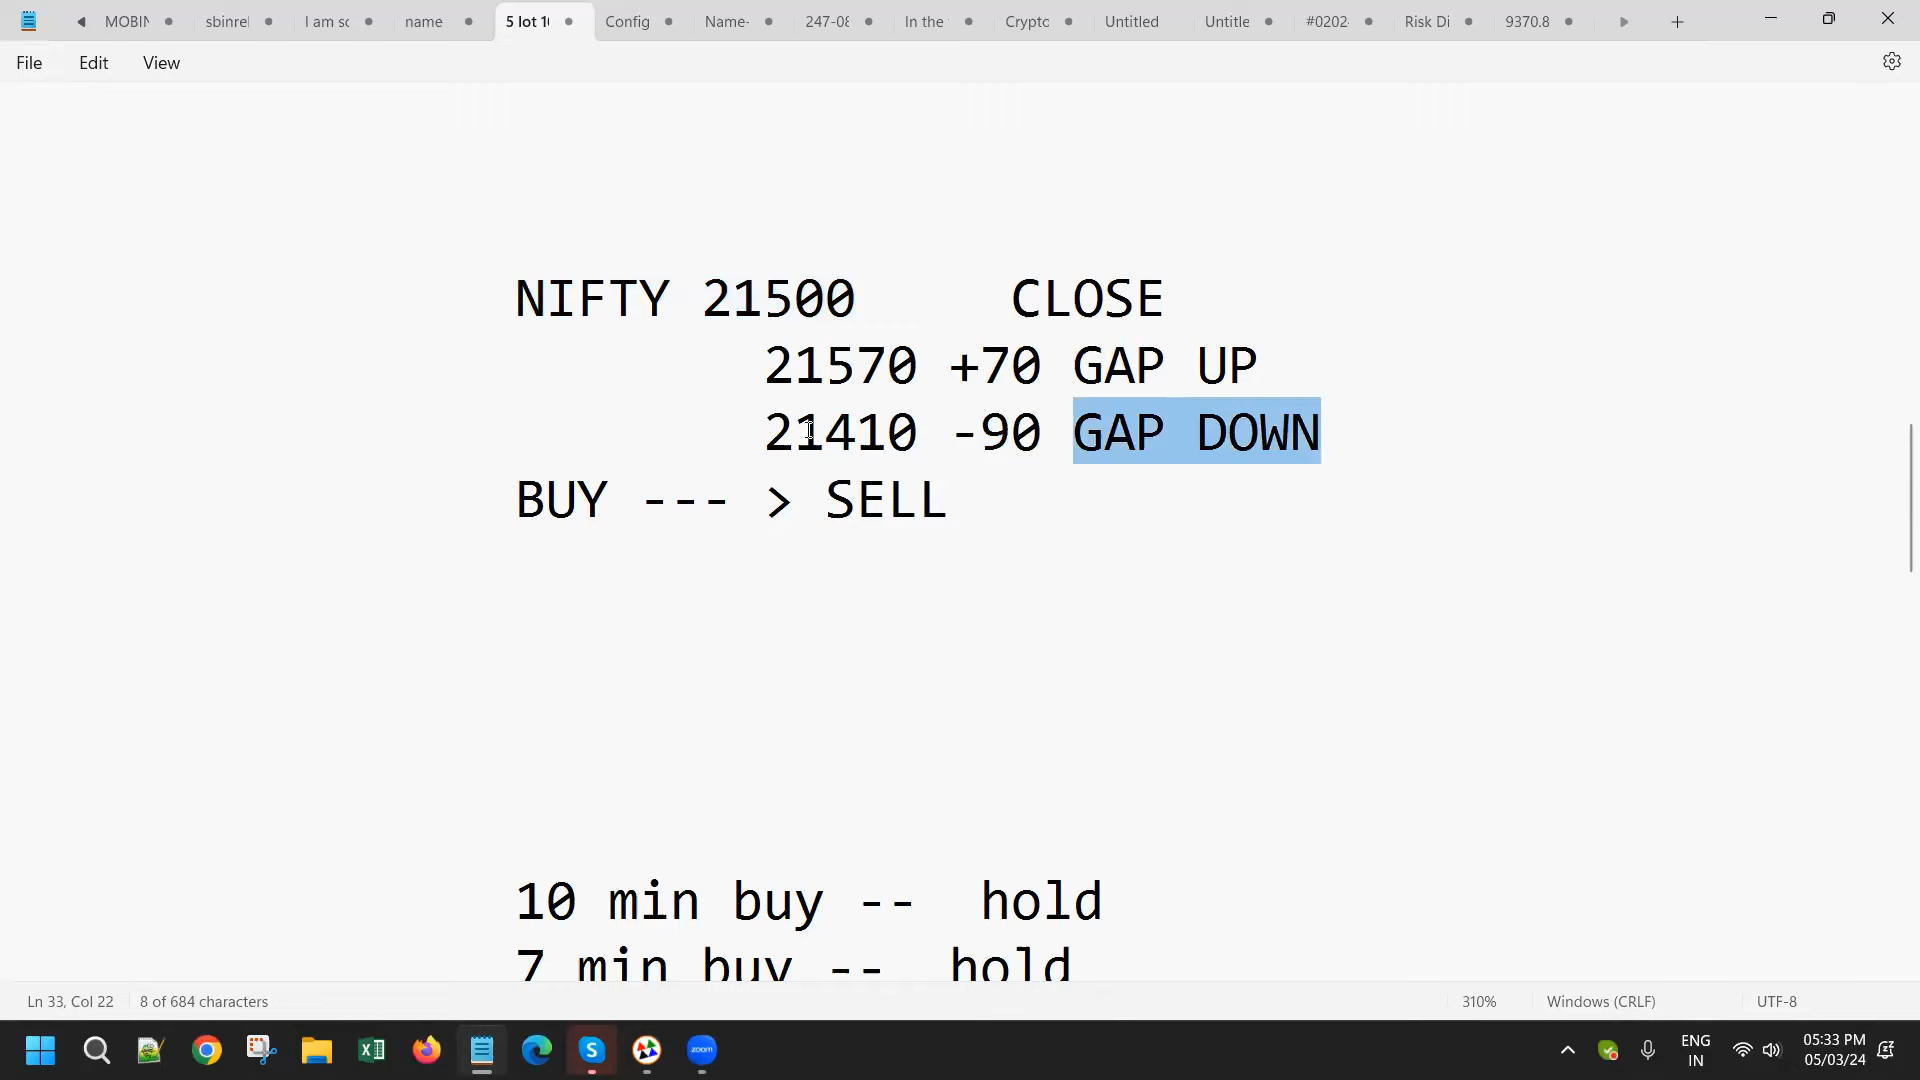 MOBIN
sbinrel
I am sc
name
5 lot 1
Config
Name-
247-08
In the
Crypto
Untitled
Untitle
#0202
Risk Di
9370.8
File
Edit
View
NIFTY 21500     CLOSE
21570 +70 GAP UP
21410 -90 GAP DOWN
BUY --- > SELL
10 min buy --  hold
7 min buy --  hold
Ln 33, Col 22
8 of 684 characters
310%
Windows (CRLF)
UTF-8
zoom
ENG
IN
05:33 PM
05/03/24